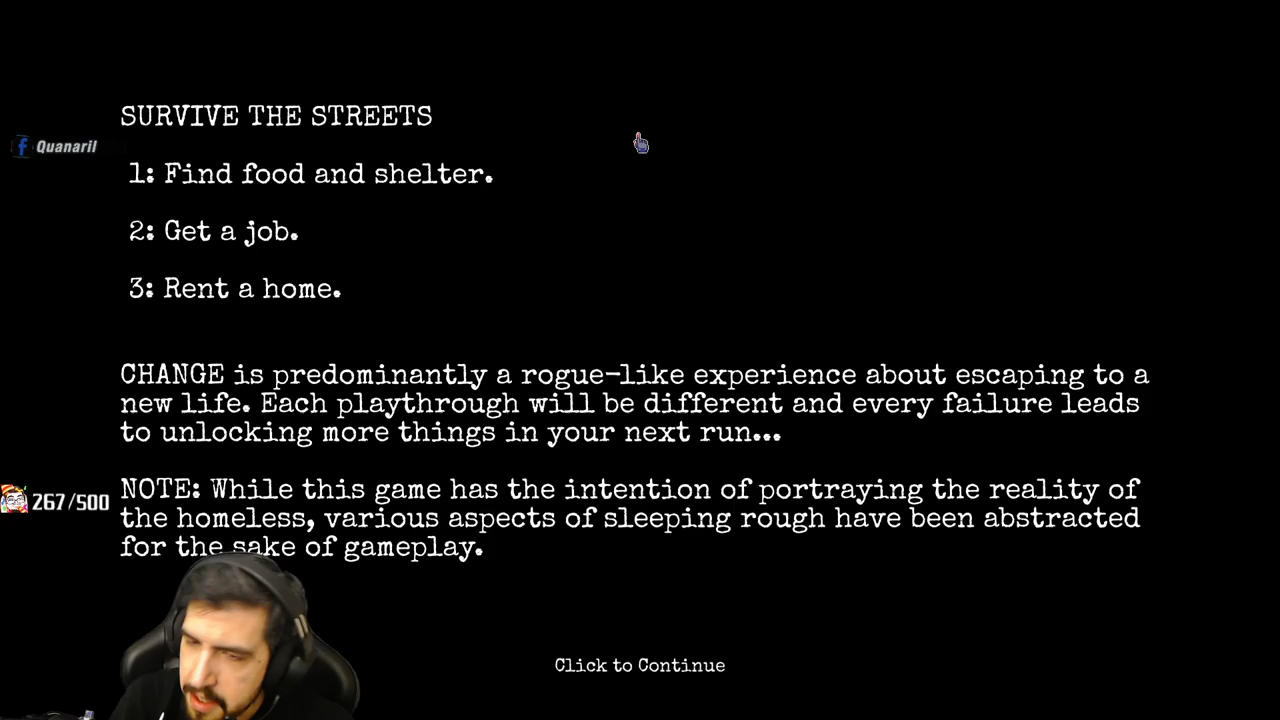 SURVIVE THE STREETS
Quanaril
1: Find food and shelter.
2: Get a job.
3: Rent a home.
CHANGE is predominantly a rogue-like experience about escaping to a
new life. Each playthrough will be different and every failure leads
to unlocking more things in your next run...
267/500
NOTE: While this game has the intention of portraying the reality of
the homeless, various aspects of sleeping rough have been abstracted
for the sake of gameplay.
Click to Continue